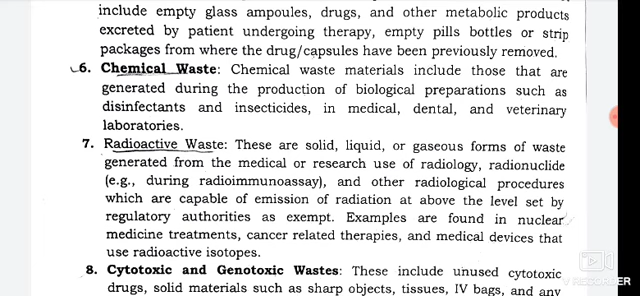 include empty glass ampoules, drugs, and other metabolic products
excreted by patient undergoing therapy, empty pills bottles or strip
packages from where the drug/capsules have been previously removed.
6. Chemical Waste: Chemical waste materials include those that are
generated during the production of biological preparations such as
disinfectants and insecticides, in medical, dental, and veterinary
laboratories.
7. Radioactive Waste: These are solid, liquid, or gaseous forms of waste
generated from the medical or research use of radiology, radionuclide
(e.g., during radioimmunoassay), and other radiological procedures
which are capable of emission of radiation at above the level set by
regulatory authorities as exempt. Examples are found in nuclear
medicine treatments, cancer related therapies, and medical devices that
use radioactive isotopes.
8. Cytotoxic and Genotoxic Wastes: These include unused cytotoxic
drugs, solid materials such as sharp objects, tissues, IV bags, and any
V RECORDER